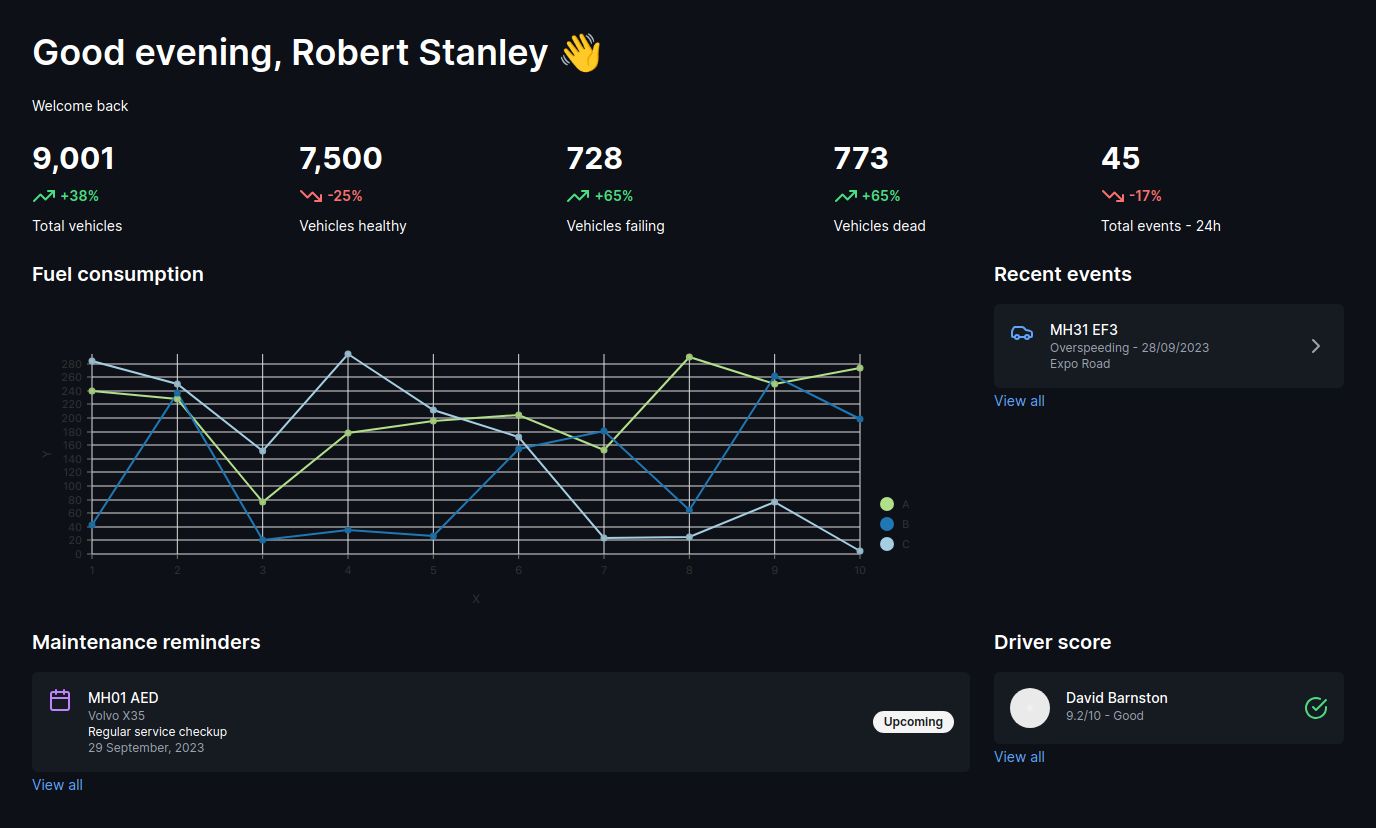 Good evening, Robert Stanley 👋
Welcome back
9,001
+38%
Total vehicles
7,500
-25%
Vehicles healthy
728
+65%
Vehicles failing
773
+65%
Vehicles dead
45
-17%
Total events - 24h
Fuel consumption
280
260
240
220
200
180
160
140
120
100
80
60
40
20
0
Y
1 2 3 4 5 6 7 8 9 10
X
A
B
C
Recent events
MH31 EF3
Overspeeding - 28/09/2023
Expo Road
View all
Maintenance reminders
MH01 AED
Volvo X35
Regular service checkup
29 September, 2023
Upcoming
View all
Driver score
David Barnston
9.2/10 - Good
View all